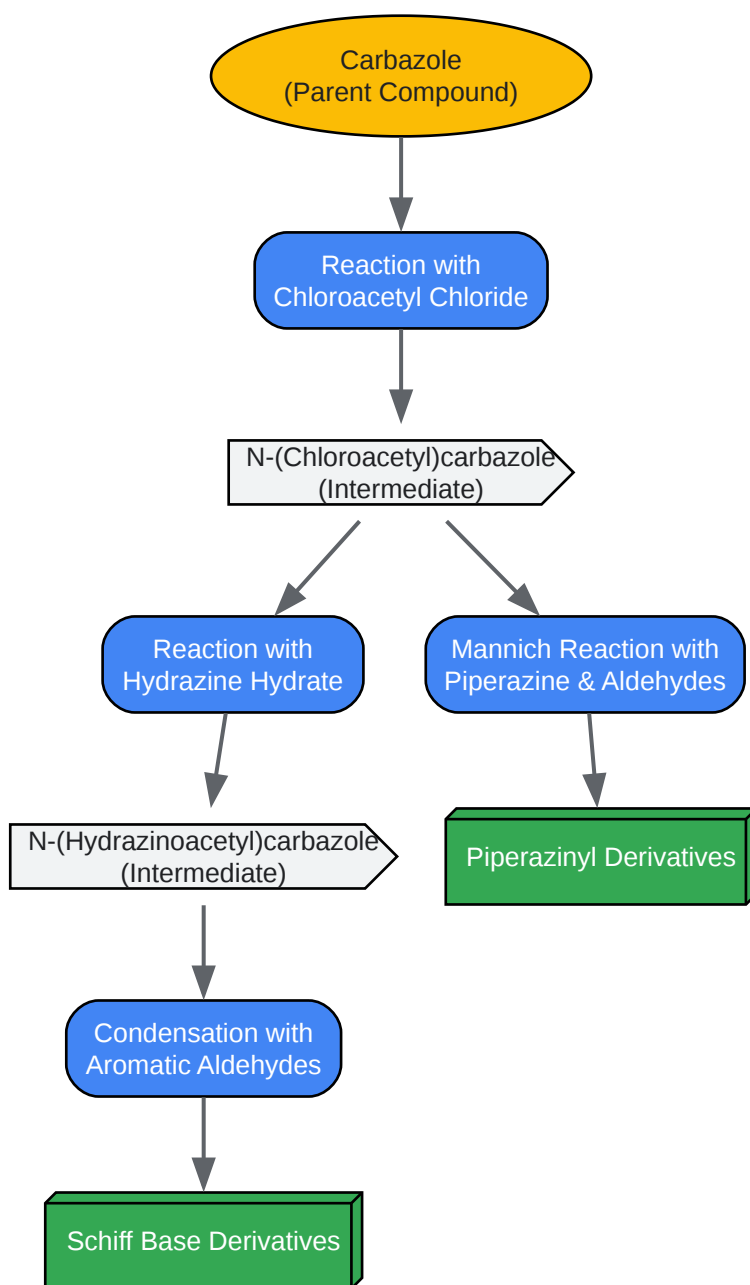 Carbazole
(Parent Compound)
Reaction with
Chloroacetyl Chloride
N-(Chloroacetyl)carbazole
(Intermediate)
Reaction with
Hydrazine Hydrate
Mannich Reaction with
Piperazine & Aldehydes
N-(Hydrazinoacetyl)carbazole
(Intermediate)
Piperazinyl Derivatives
Condensation with
Aromatic Aldehydes
Schiff Base Derivatives